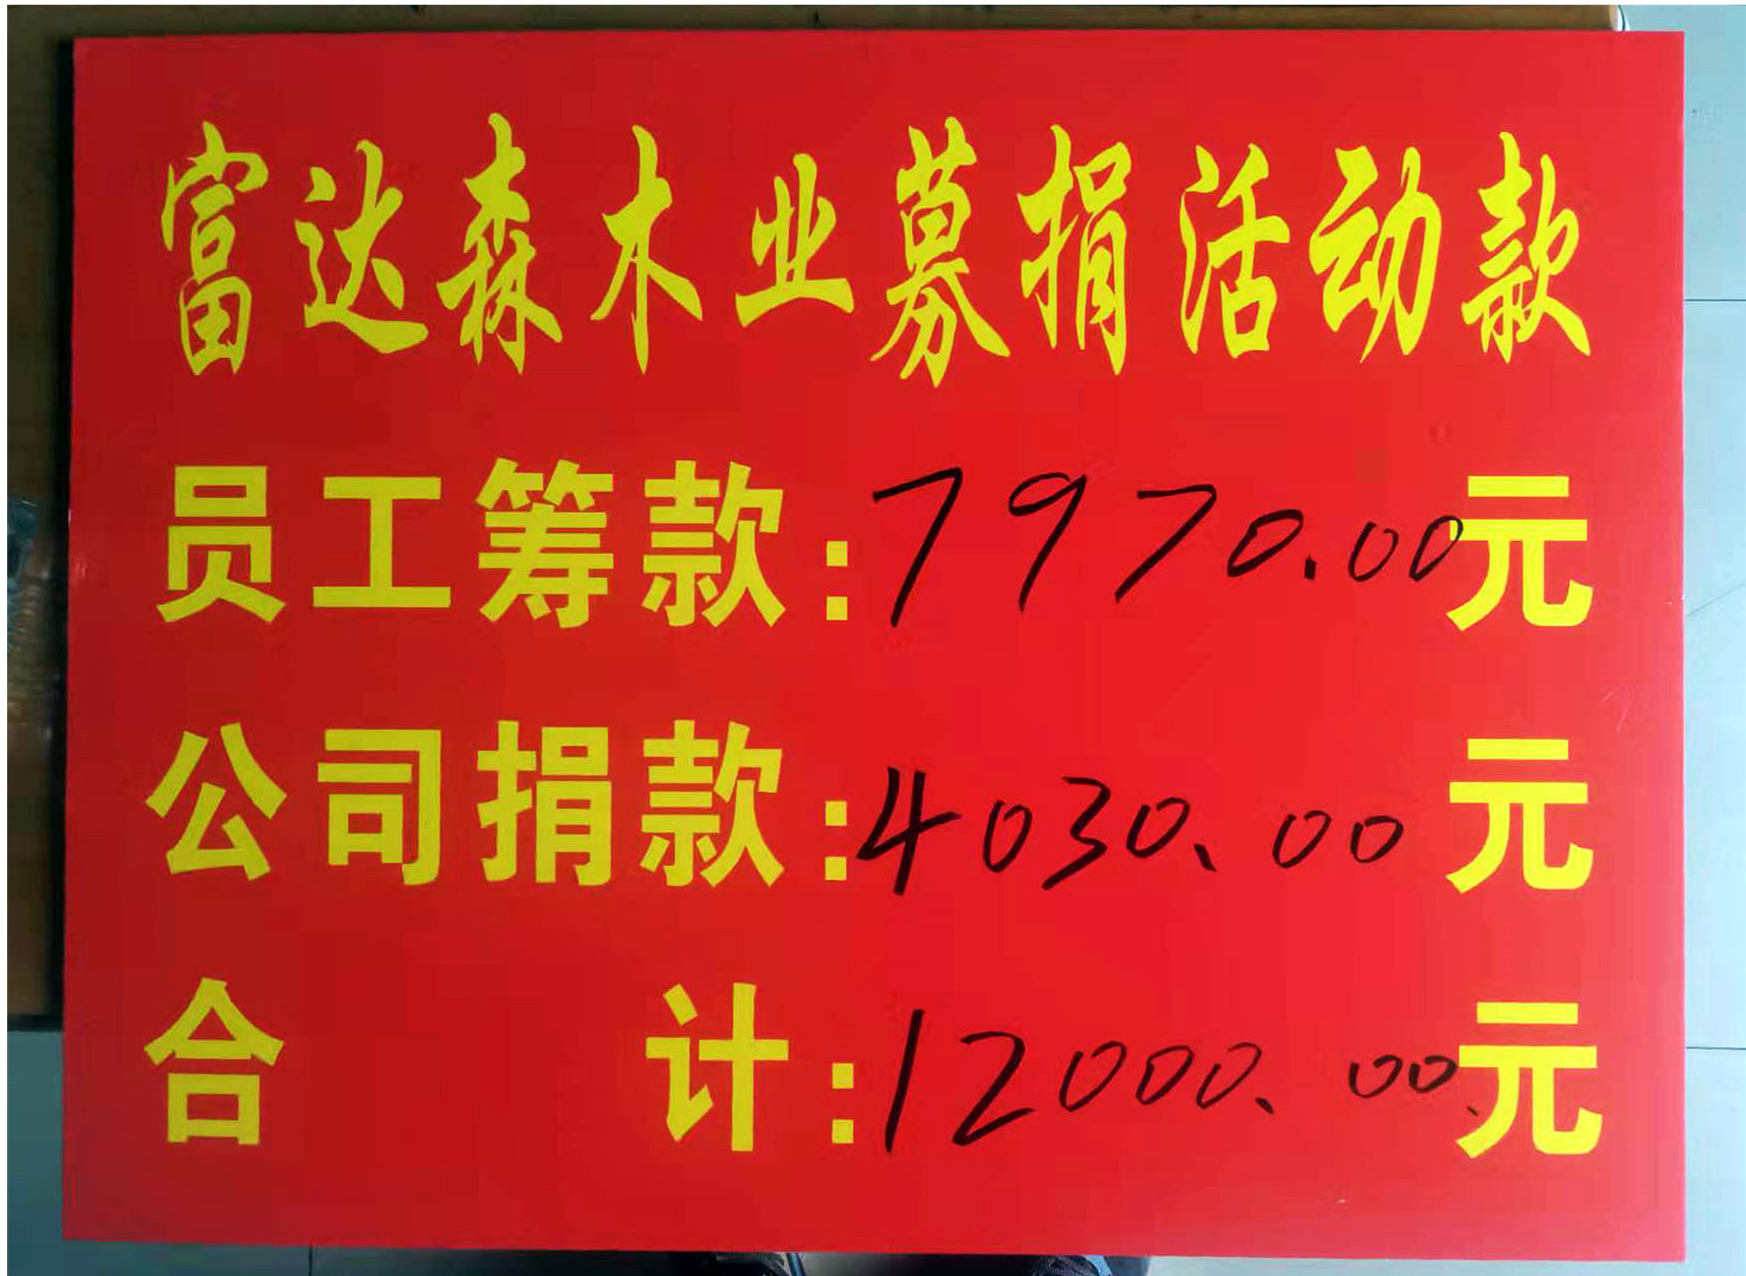 富达森木业募捐活动款
员工筹款:7970.00元
公司捐款:4030.00元
合计:12000.00元